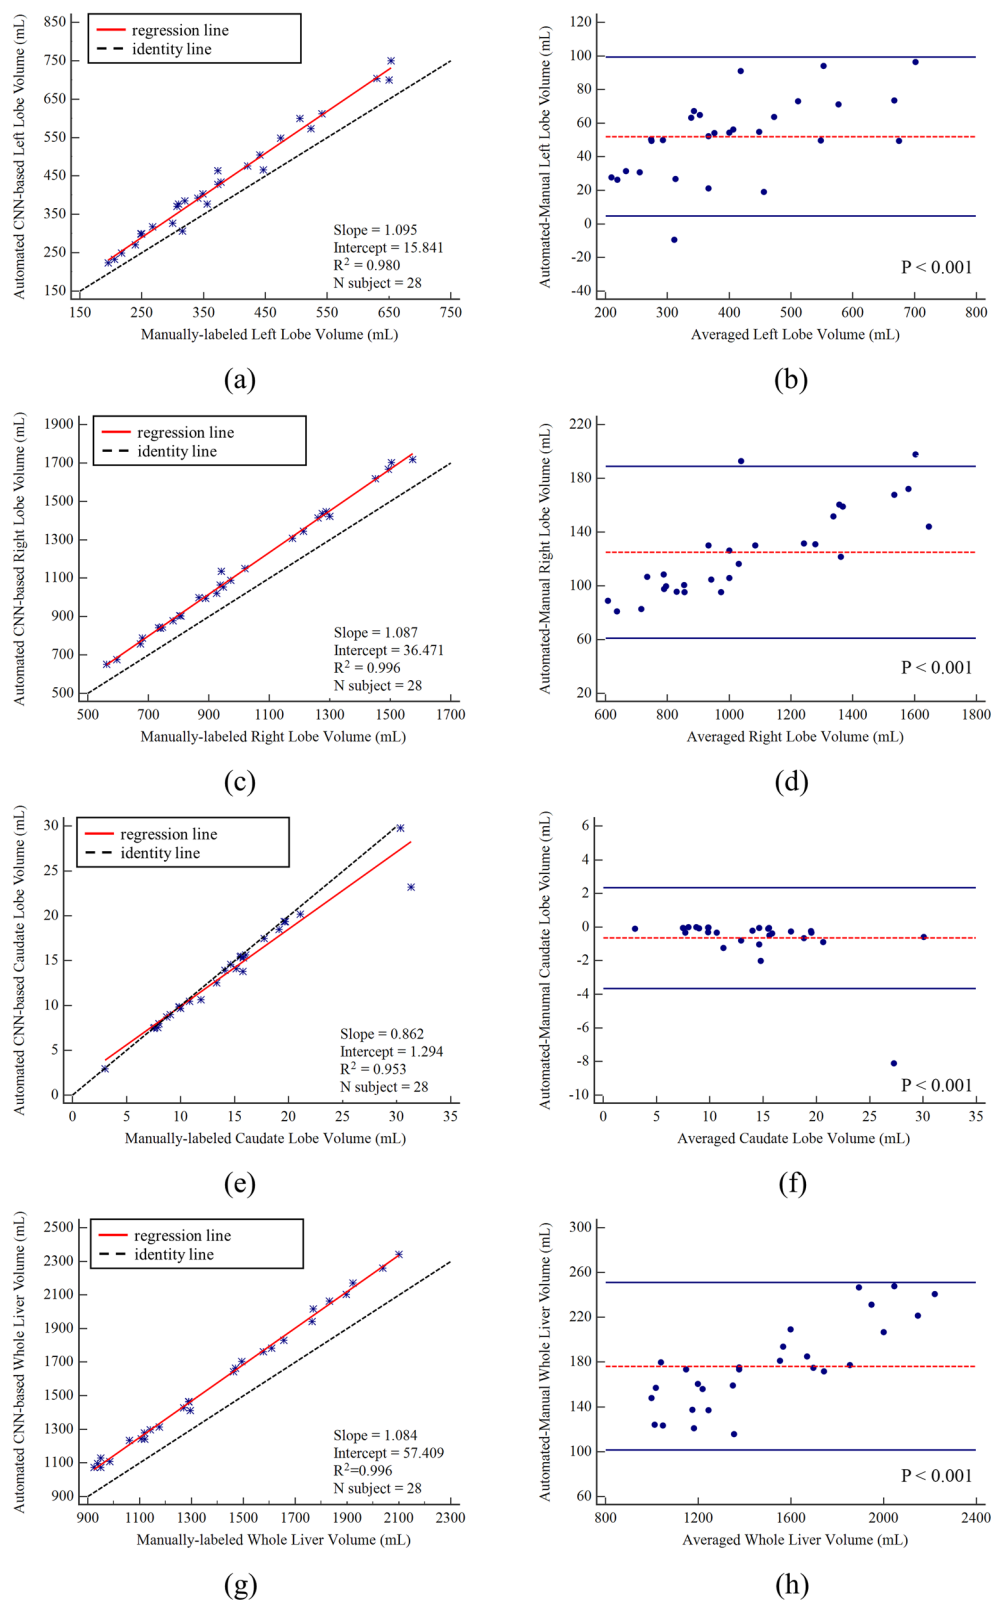 Automated CNN-based Left Lobe Volume (mL)
850
750
650
550
450
350
250
150
regression line
identity line
Slope = 1.095
Intercept = 15.841
R² = 0.980
N subject = 28
150 250 350 450 550 650 750
Manually-labeled Left Lobe Volume (mL)
(a)
Automated-Manual Left Lobe Volume (mL)
120
100
80
60
40
20
0
-20
-40
P < 0.001
200 300 400 500 600 700 800
Averaged Left Lobe Volume (mL)
(b)
Automated CNN-based Right Lobe Volume (mL)
1900
1700
1500
1300
1100
900
700
500
regression line
identity line
Slope = 1.087
Intercept = 36.471
R² = 0.996
N subject = 28
500 700 900 1100 1300 1500 1700
Manually-labeled Right Lobe Volume (mL)
(c)
Automated-Manual Right Lobe Volume (mL)
220
180
140
100
60
20
P < 0.001
600 800 1000 1200 1400 1600 1800
Averaged Right Lobe Volume (mL)
(d)
Automated CNN-based Caudate Lobe Volume (mL)
30
25
20
15
10
5
0
regression line
identity line
Slope = 0.862
Intercept = 1.294
R² = 0.953
N subject = 28
0 5 10 15 20 25 30 35
Manually-labeled Caudate Lobe Volume (mL)
(e)
Automated-Manumal Caudate Lobe Volume (mL)
6
4
2
0
-2
-4
-6
-8
-10
P < 0.001
0 5 10 15 20 25 30 35
Averaged Caudate Lobe Volume (mL)
(f)
Automated CNN-based Whole Liver Volume (mL)
2500
2300
2100
1900
1700
1500
1300
1100
900
regression line
identity line
Slope = 1.084
Intercept = 57.409
R²=0.996
N subject = 28
900 1100 1300 1500 1700 1900 2100 2300
Manually-labeled Whole Liver Volume (mL)
(g)
Automated-Manual Whole Liver Volume (mL)
300
260
220
180
140
100
60
P < 0.001
800 1200 1600 2000 2400
Averaged Whole Liver Volume (mL)
(h)